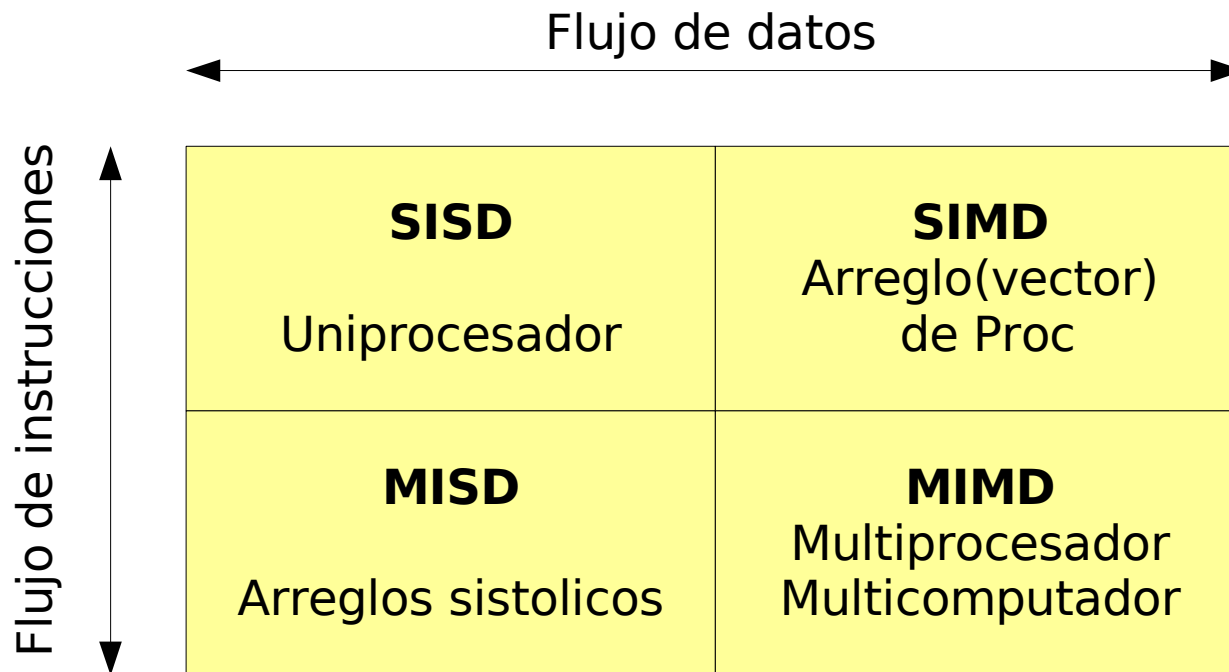 Flujo de datos
Flujo de instrucciones
SISD
Uniprocesador
SIMD
Arreglo(vector)
de Proc
MISD
Arreglos sistolicos
MIMD
Multiprocesador
Multicomputador